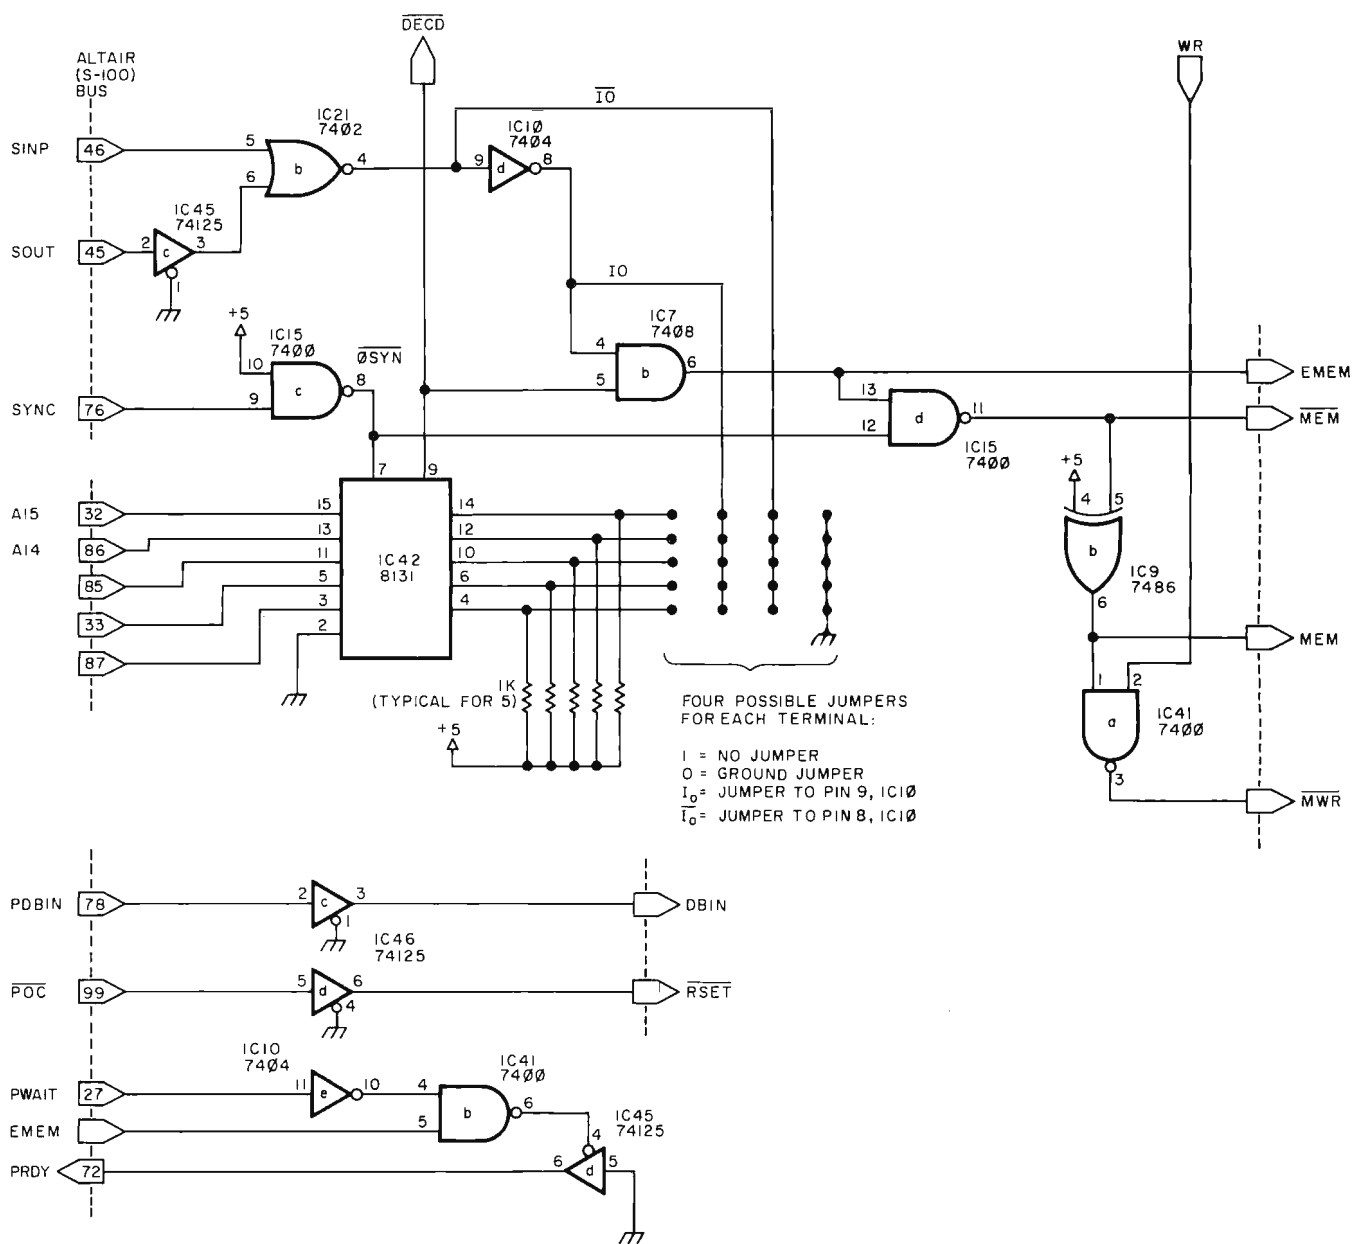 DECD
WR
ALTAIR
(S-100)
BUS
IO
IC21
7402
IC1Ø
7404
SINP 46
5
4
9
8
b
d
6
IC45
74125
SOUT 45
2
3
c
1
IO
+5
IC15
7400
ØSYN
IC7
7408
10
8
4
6
EMEM
c
b
5
13
9
SYNC 76
11
MEM
d
12
IC15
7400
7
9
+5
4
5
A15 32
15
14
A14 86
13
12
85
11
10
IC42
8131
b
IC9
7486
33
5
6
3
4
6
87
2
MEM
1K
(TYPICAL FOR 5)
FOUR POSSIBLE JUMPERS
FOR EACH TERMINAL:
1
2
+5
a
IC41
7400
1 = NO JUMPER
0 = GROUND JUMPER
Io = JUMPER TO PIN 9, IC1Ø
Io = JUMPER TO PIN 8, IC1Ø
3
MWR
PDBIN 78
2
3
c
1
DBIN
IC46
74125
POC 99
5
6
d
4
RSET
IC10
7404
IC41
7400
PWAIT 27
11
10
e
4
b
6
IC45
74125
EMEM
5
4
PRDY 72
6
5
d